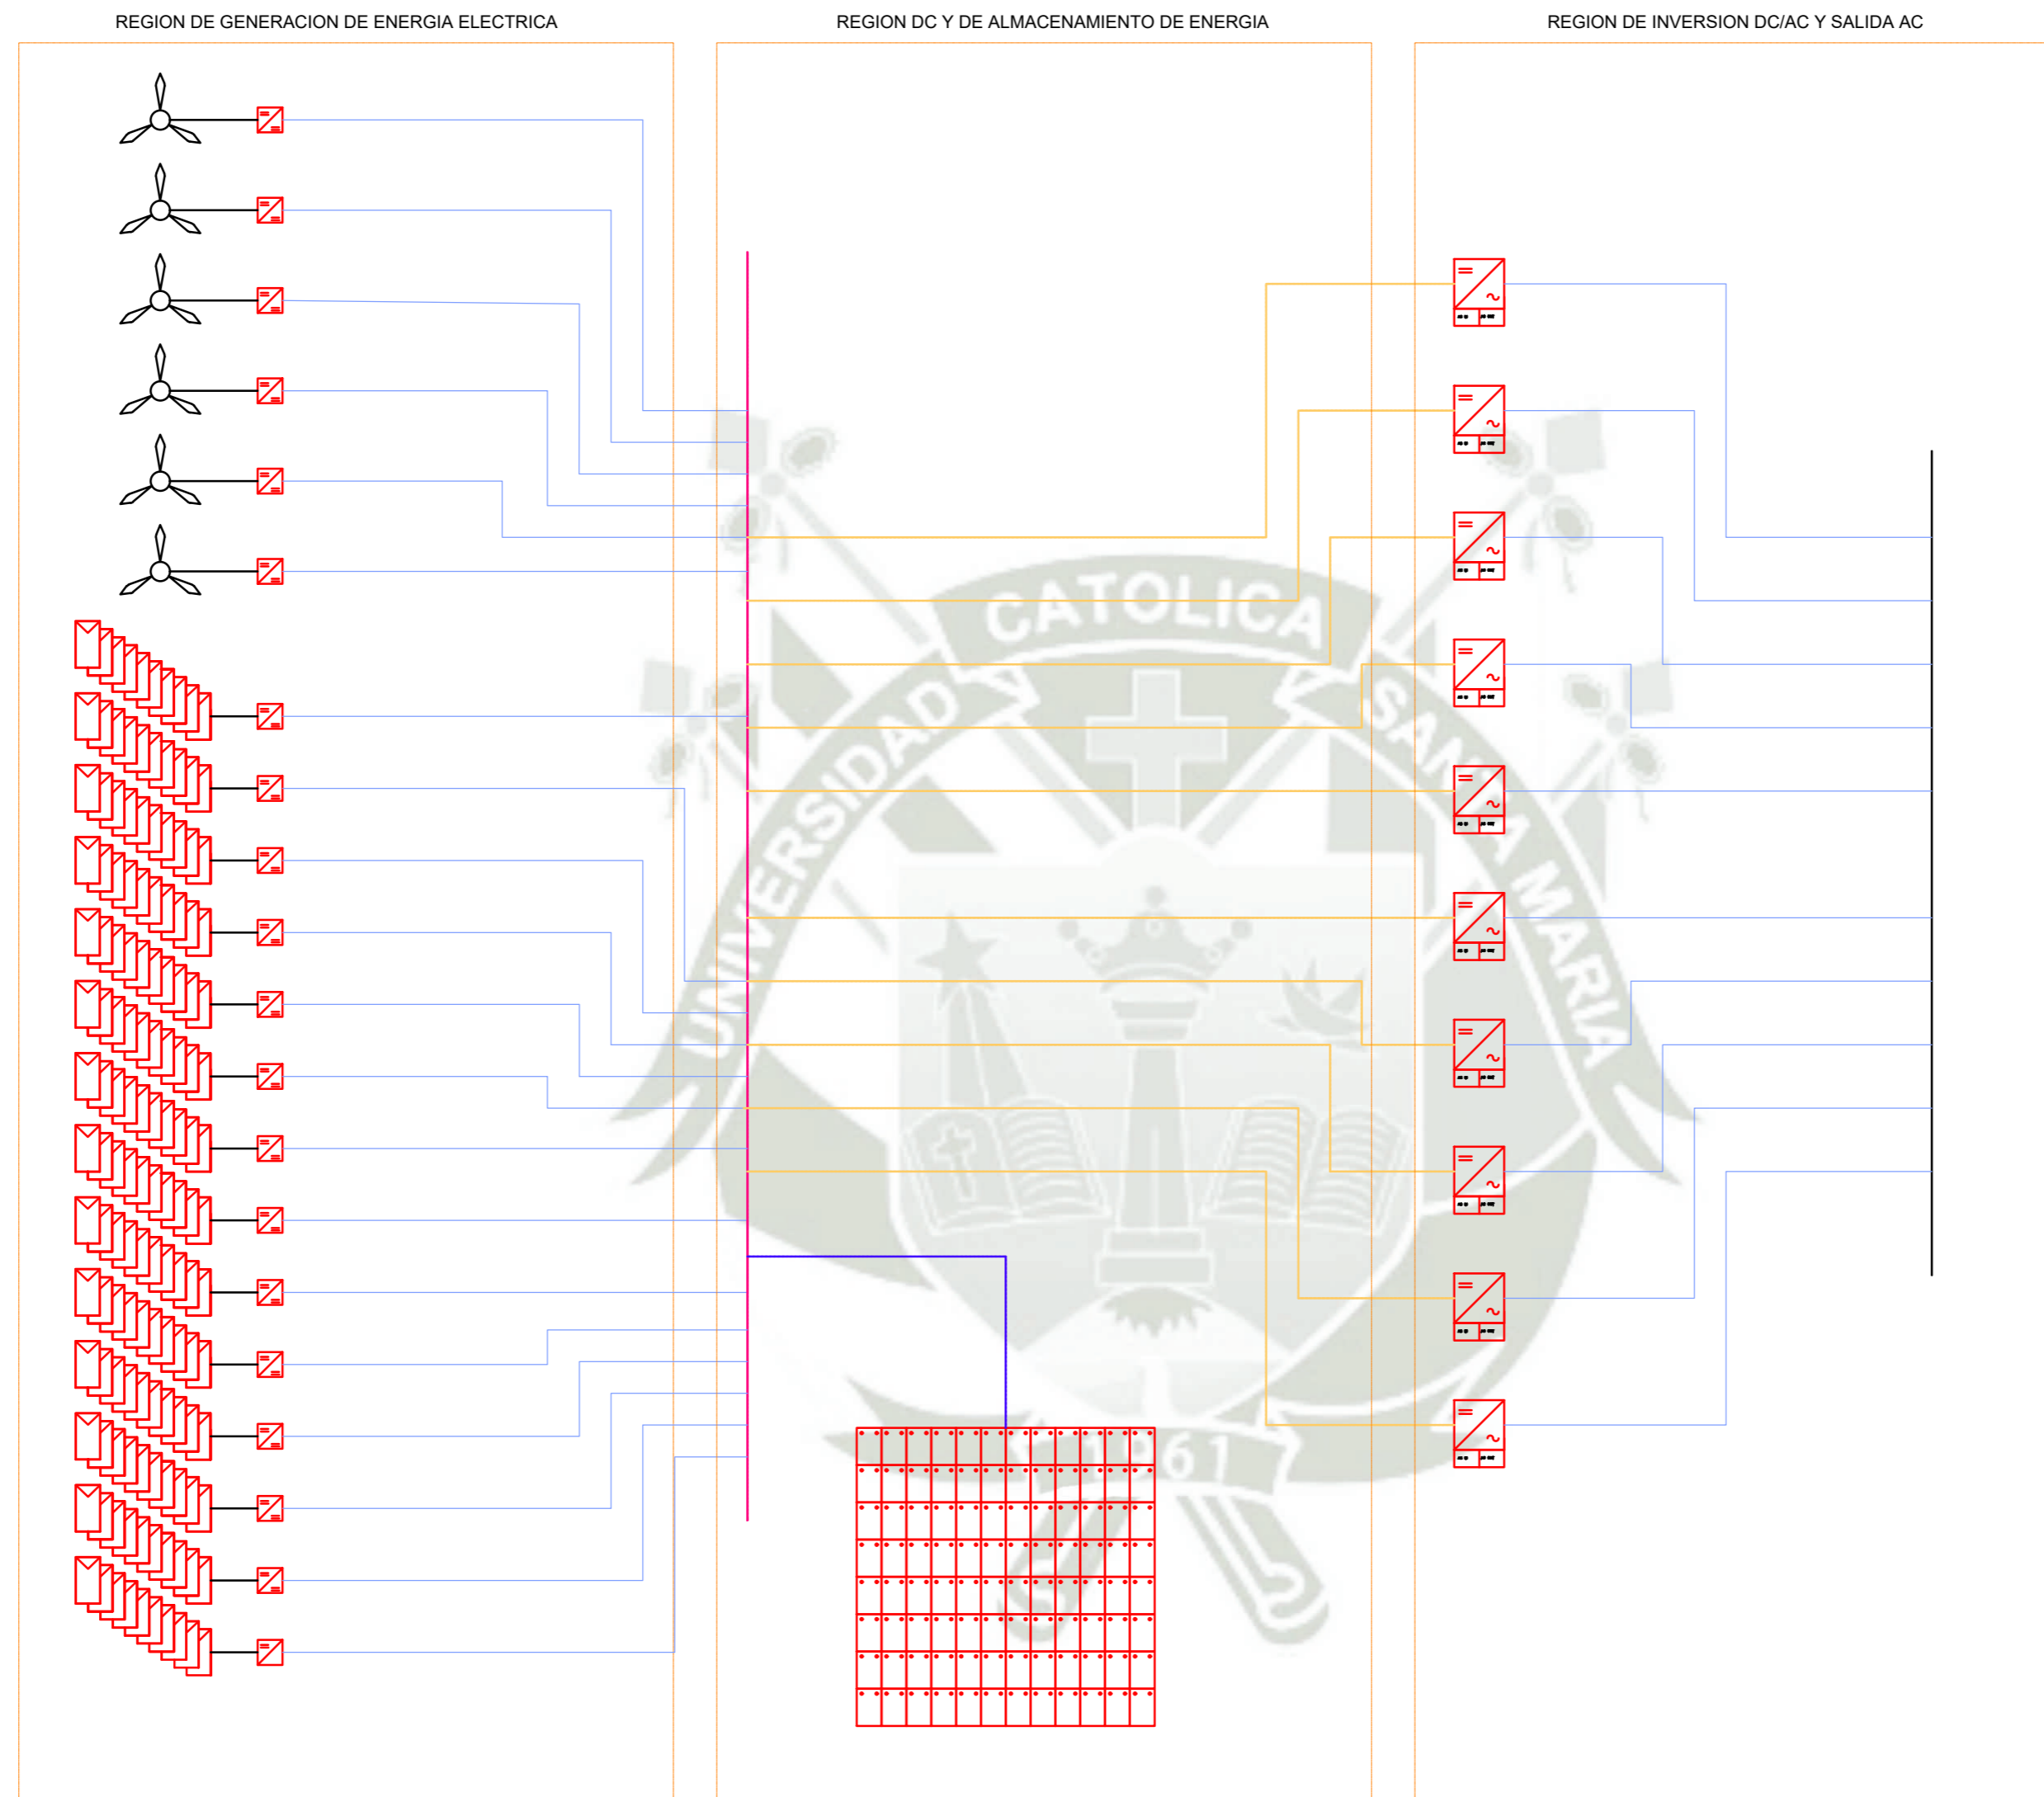 REGION DE GENERACION DE ENERGIA ELECTRICA
REGION DC Y DE ALMACENAMIENTO DE ENERGIA
REGION DE INVERSION DC/AC Y SALIDA AC
UNIVERSIDAD CATOLICA SANTA MARIA
1961